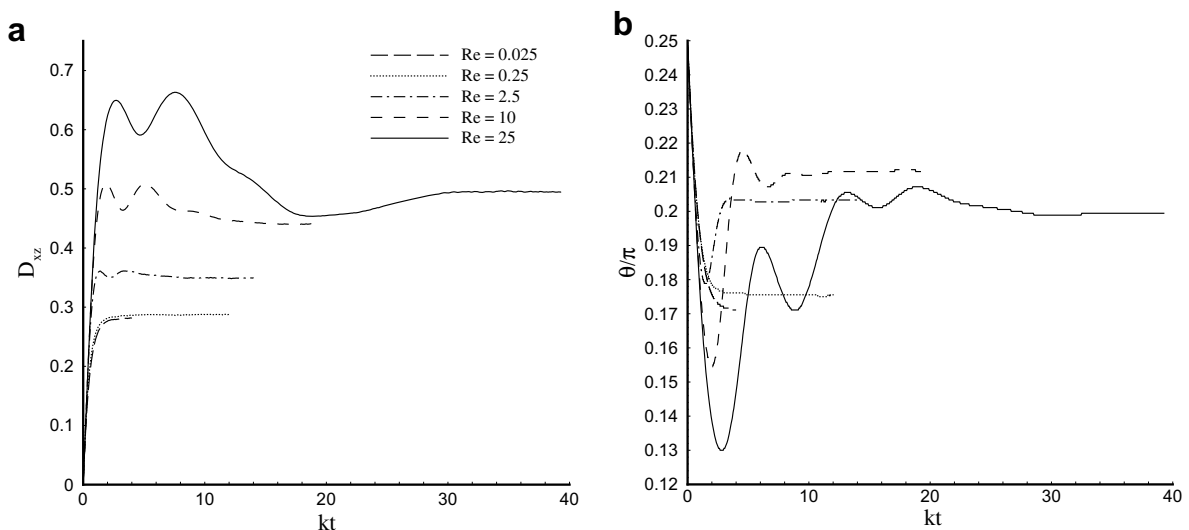 a
0.7
0.6
0.5
0.4
0.3
0.2
0.1
0
D_xz
0 10 20 30 40
kt
Re = 0.025
Re = 0.25
Re = 2.5
Re = 10
Re = 25
b
0.25
0.24
0.23
0.22
0.21
0.2
0.19
0.18
0.17
0.16
0.15
0.14
0.13
0.12
θ/π
0 10 20 30 40
kt